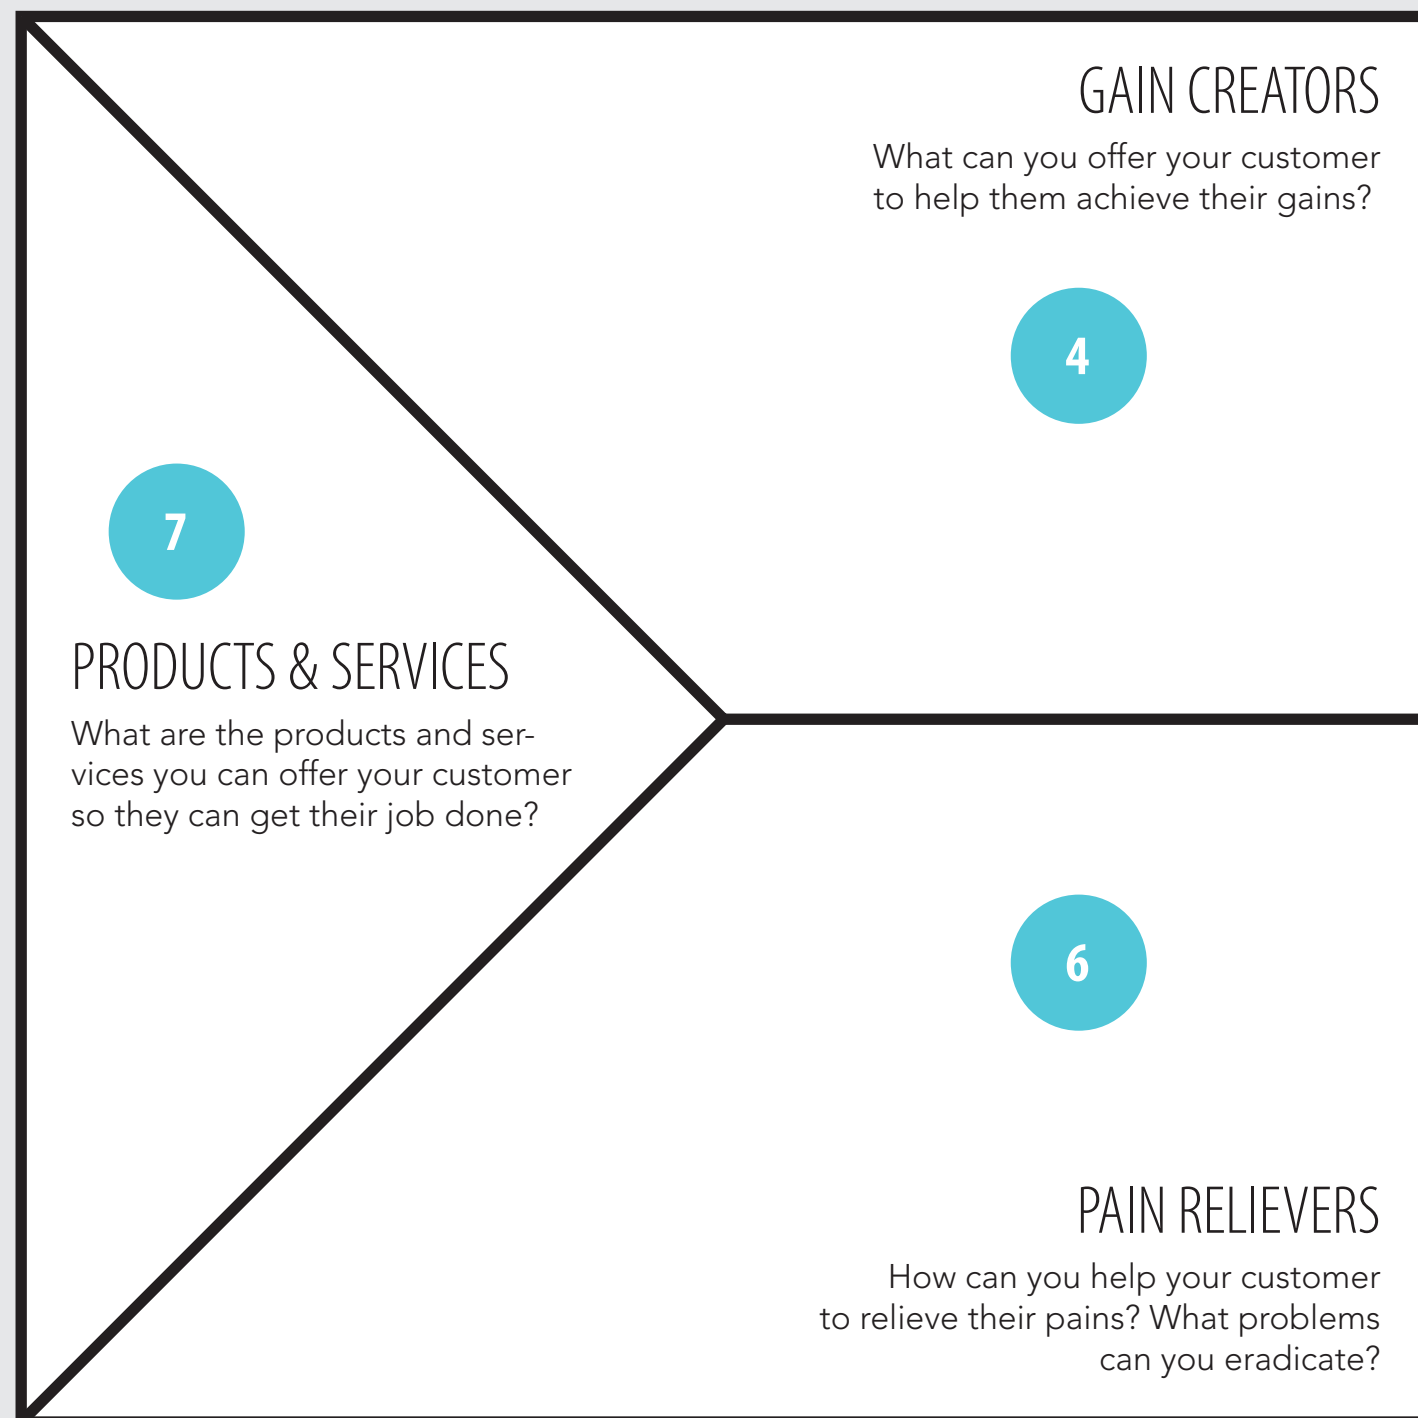 GAIN CREATORS
What can you offer your customer
to help them achieve their gains?
4
7
PRODUCTS & SERVICES
What are the products and ser-
vices you can offer your customer
so they can get their job done?
6
PAIN RELIEVERS
How can you help your customer
to relieve their pains? What problems
can you eradicate?